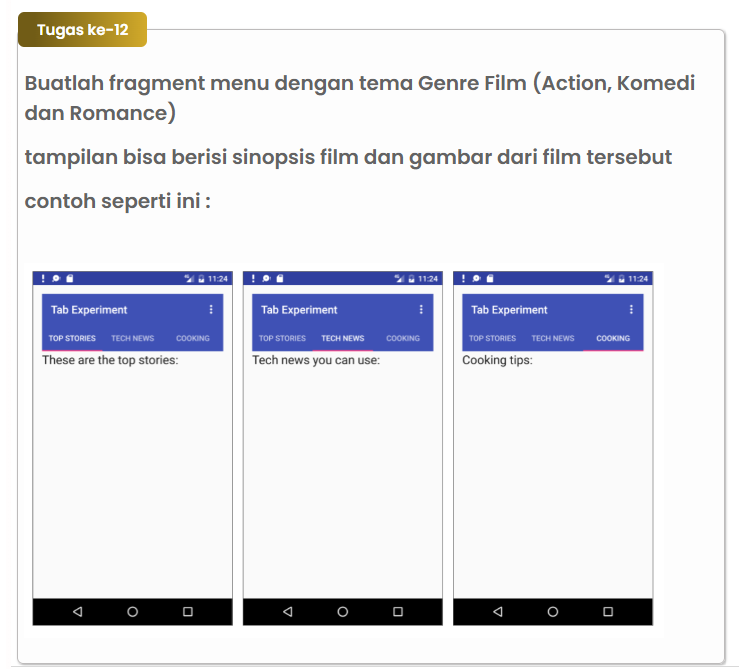 Tugas ke-12
Buatlah fragment menu dengan tema Genre Film (Action, Komedi
dan Romance)
tampilan bisa berisi sinopsis film dan gambar dari film tersebut
contoh seperti ini :
11:24
Tab Experiment
TOP STORIES TECH NEWS COOKING
These are the top stories:
11:24
Tab Experiment
TOP STORIES TECH NEWS COOKING
Tech news you can use:
11:24
Tab Experiment
TOP STORIES TECH NEWS COOKING
Cooking tips: